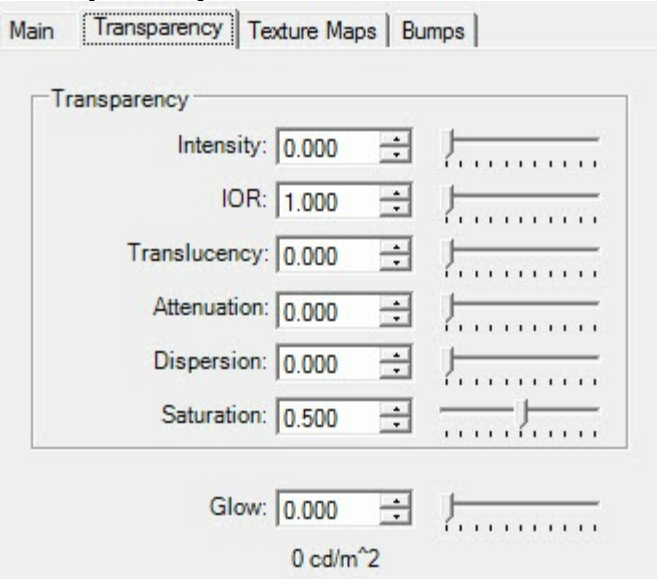 Main Transparency Texture Maps Bumps
Transparency
Intensity: 0.000
IOR: 1.000
Translucency: 0.000
Attenuation: 0.000
Dispersion: 0.000
Saturation: 0.500
Glow: 0.000
0 cd/m^2